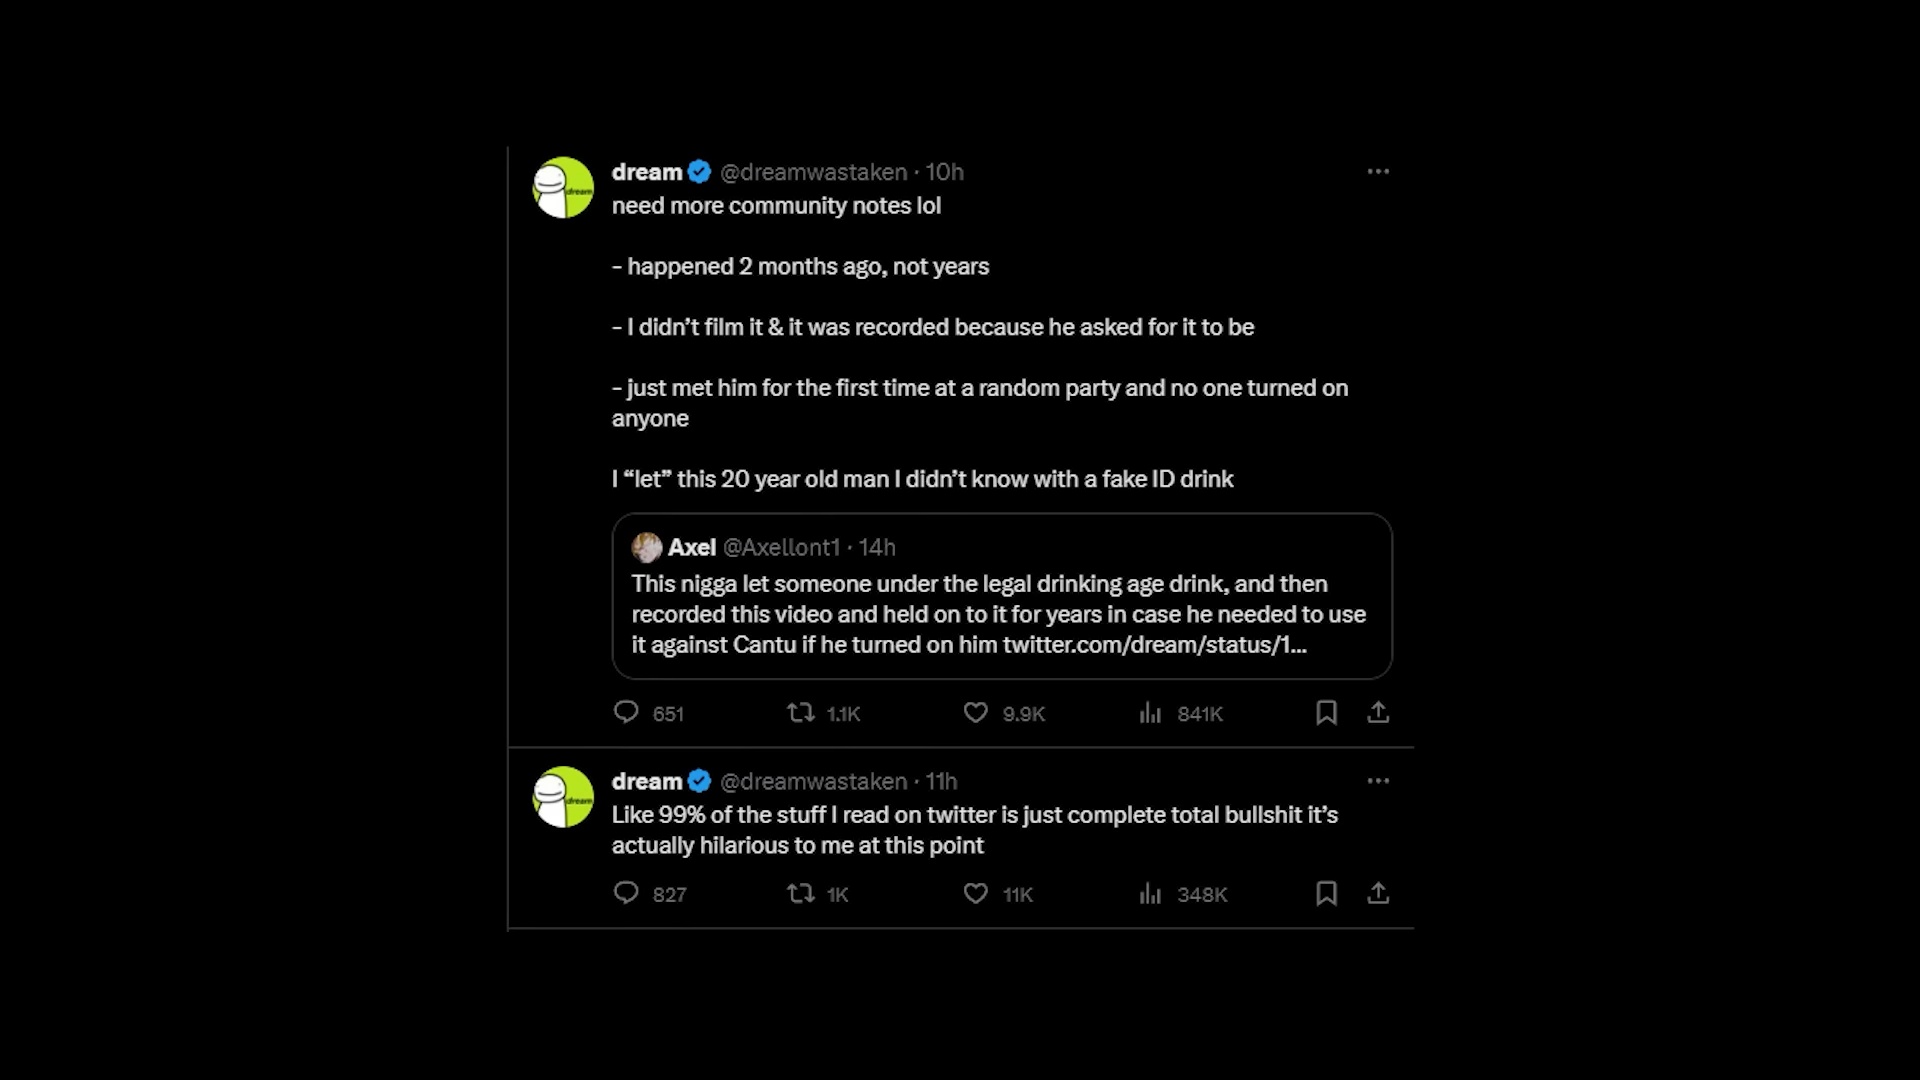 dream @dreamwastaken · 10h
need more community notes lol
- happened 2 months ago, not years
- I didn’t film it & it was recorded because he asked for it to be
- just met him for the first time at a random party and no one turned on
anyone
I “let” this 20 year old man I didn’t know with a fake ID drink
Axel @Axellont1 · 14h
This nigga let someone under the legal drinking age drink, and then
recorded this video and held on to it for years in case he needed to use
it against Cantu if he turned on him twitter.com/dream/status/1...
651 1.1K 9.9K 841K
dream @dreamwastaken · 11h
dream
Like 99% of the stuff I read on twitter is just complete total bullshit it’s
actually hilarious to me at this point
827 1K 11K 348K